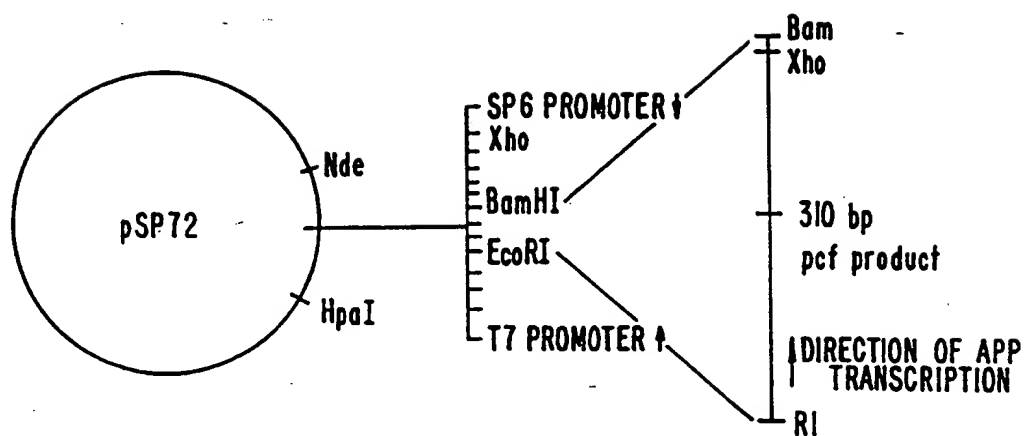 pSP72
Nde
HpaI
SP6 PROMOTER
Xho
BamHI
EcoRI
T7 PROMOTER
Bam
Xho
310 bp
pcf product
DIRECTION OF APP
TRANSCRIPTION
RI